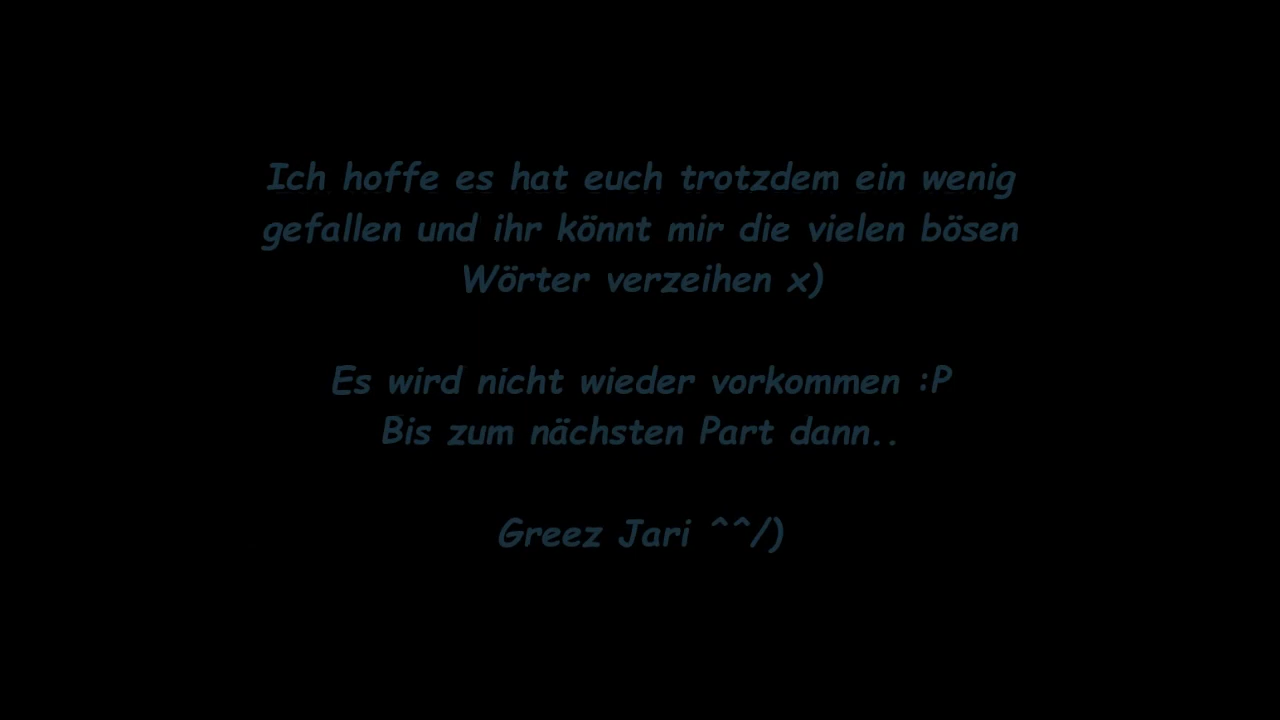 Ich hoffe es hat euch trotzdem ein wenig
gefallen und ihr könnt mir die vielen bösen
Wörter verzeihen x)
Es wird nicht wieder vorkommen :P
Bis zum nächsten Part dann..
Greez Jari ^^/)